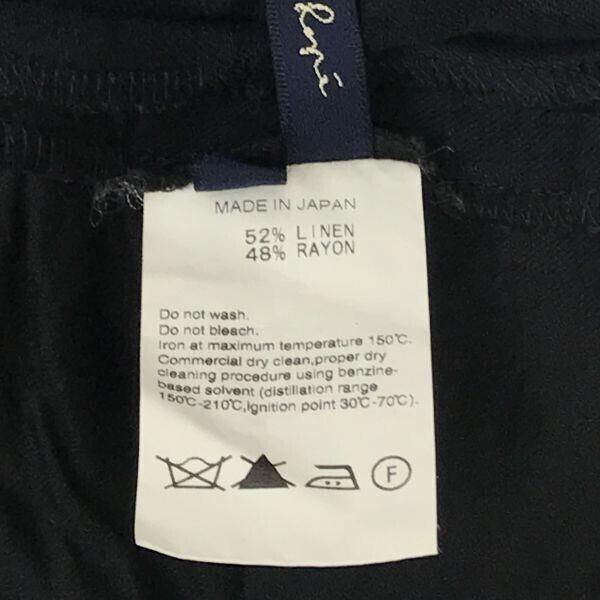 MADE IN JAPAN
52% LINEN
48% RAYON
Do not wash.
Do not bleach.
Iron at maximum temperature 150℃.
Commercial dry clean,proper dry
cleaning procedure using benzine-
based solvent (distillation range
150℃-210℃,ignition point 30℃-70℃).
F